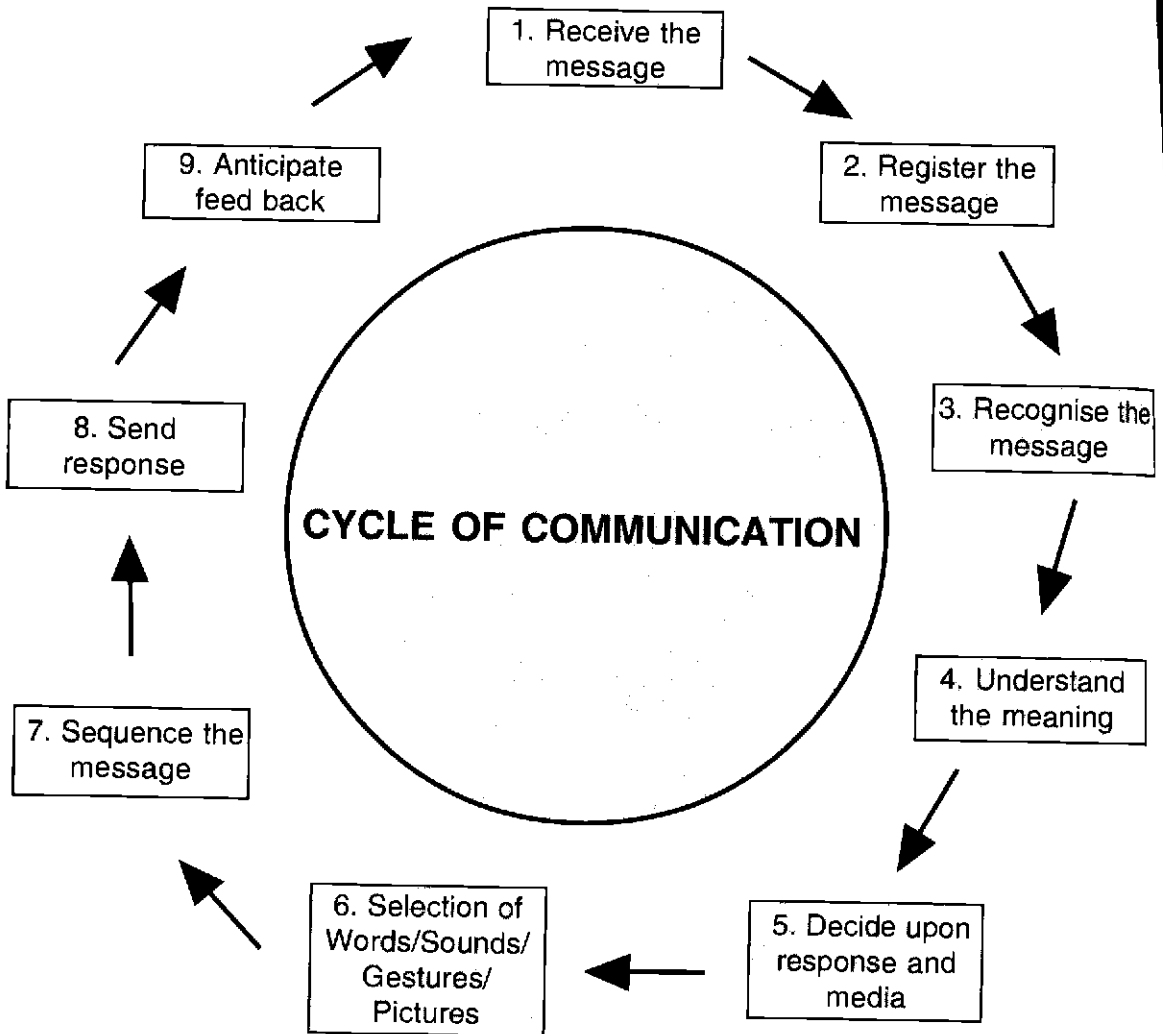 1. Receive the
message
2. Register the
message
3. Recognise the
message
4. Understand
the meaning
5. Decide upon
response and
media
6. Selection of
Words/Sounds/
Gestures/
Pictures
7. Sequence the
message
8. Send
response
9. Anticipate
feed back
CYCLE OF COMMUNICATION